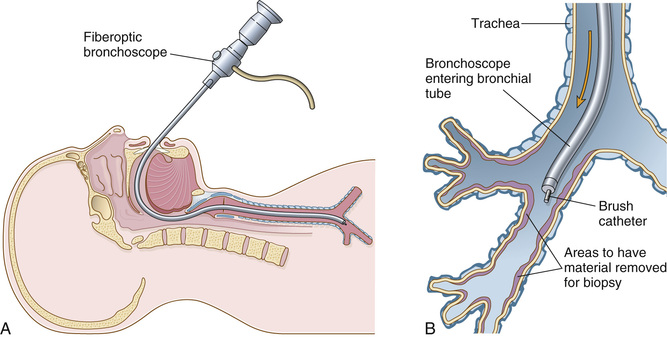 Fiberoptic
bronchoscope
A
Trachea
Bronchoscope
entering bronchial
tube
Brush
catheter
Areas to have
material removed
for biopsy
B